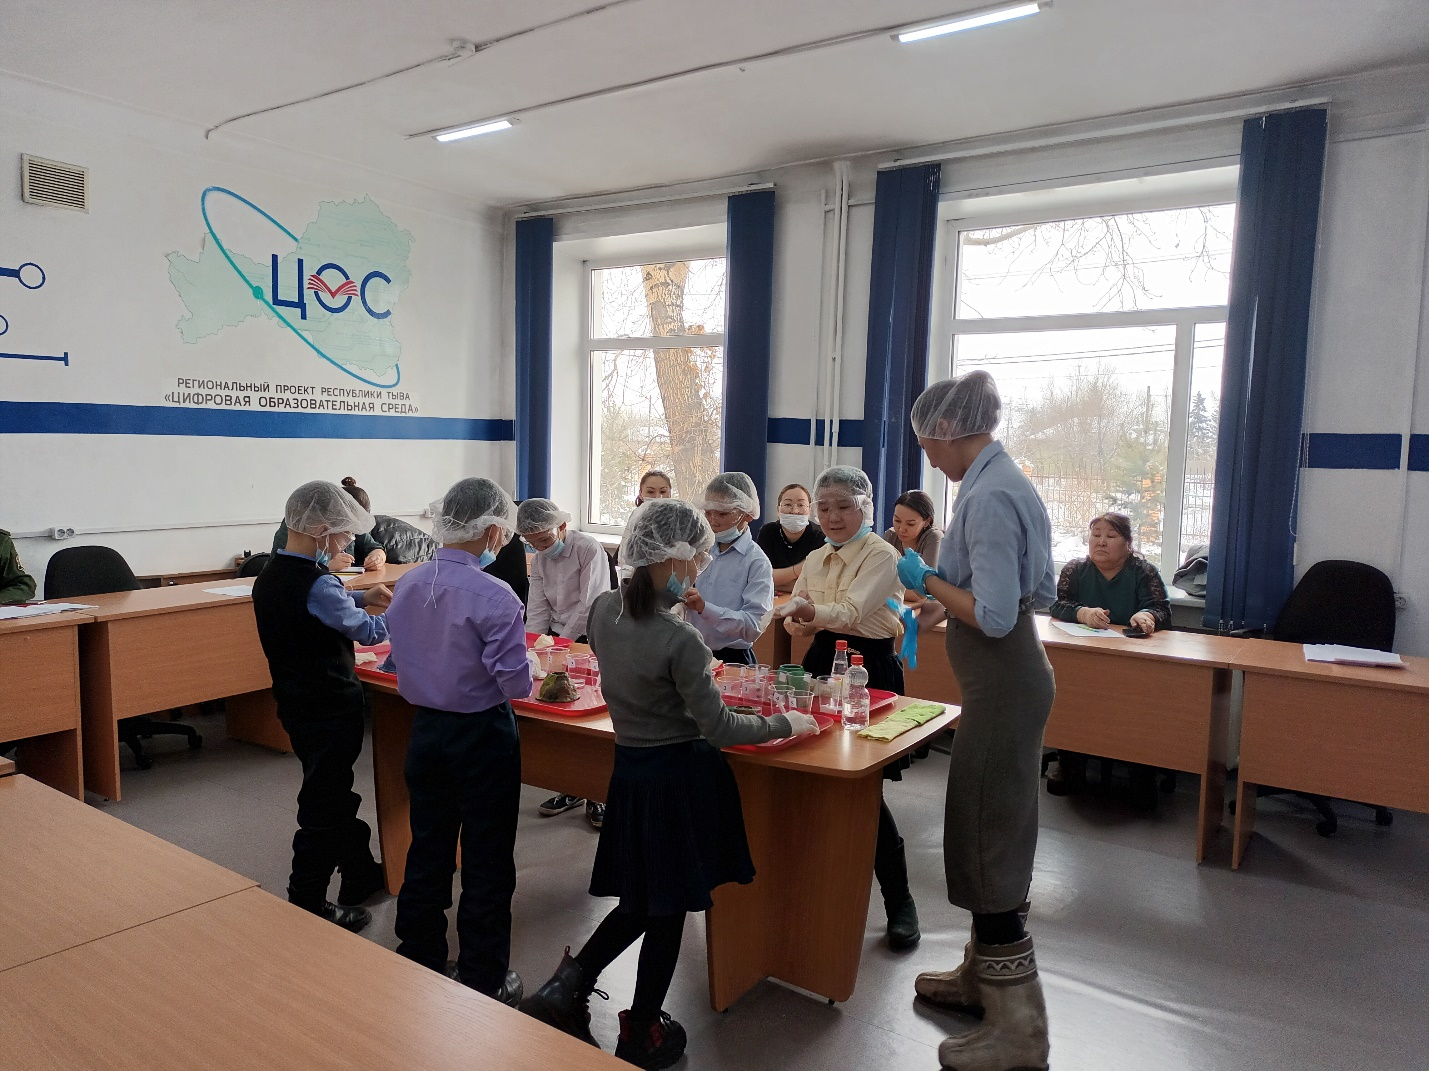 ЦОС
РЕГИОНАЛЬНЫЙ ПРОЕКТ РЕСПУБЛИКИ ТЫВА
«ЦИФРОВАЯ ОБРАЗОВАТЕЛЬНАЯ СРЕДА»